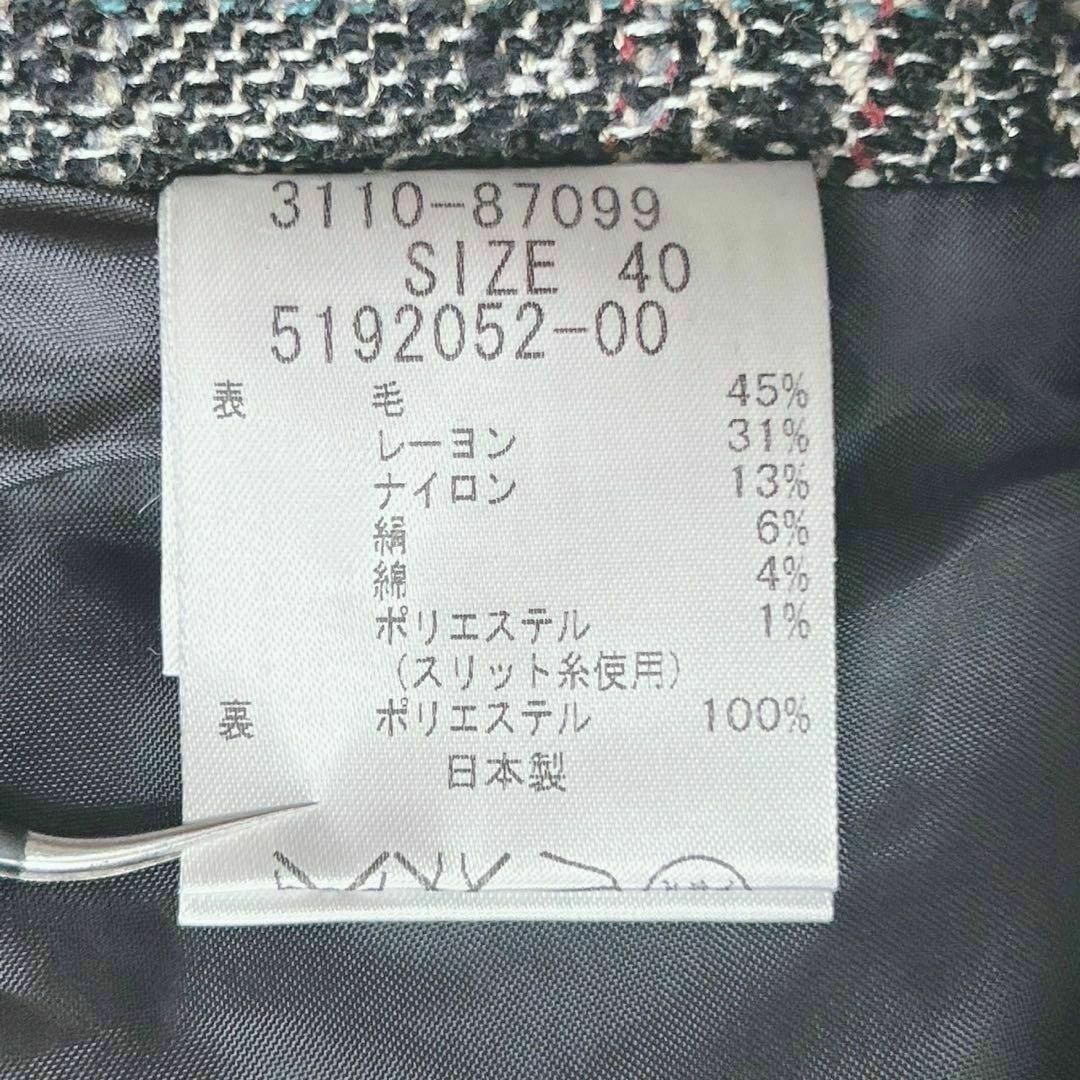 3110-87099
SIZE 40
5192052-00
表 毛 45%
レーヨン 31%
ナイロン 13%
絹 6%
綿 4%
ポリエステル 1%
(スリット糸使用)
裏 ポリエステル 100%
日本製